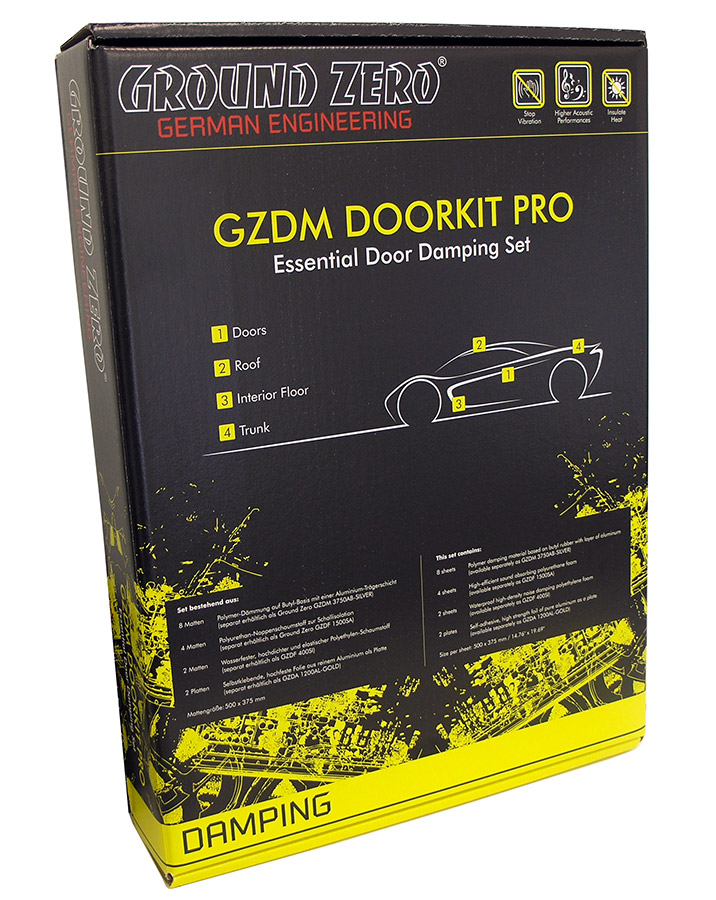 GROUND ZERO®
GERMAN ENGINEERING
Stop
Vibration
Higher Acoustic
Performances
Insulate
Heat
GZDM DOORKIT PRO
Essential Door Damping Set
1 Doors
2 Roof
3 Interior Floor
4 Trunk
2
4
1
3
Set bestehend aus:
8 Matten
Polymer-Dämmung auf Butyl-Basis mit einer Aluminium-Trägerschicht
(separat erhältlich als Ground Zero GZDM 3750AB-SILVER)
4 Matten
Polyurethan-Noppenschaumstoff zur Schallisolation
(separat erhältlich als Ground Zero GZDF 1500SA)
2 Matten
Wasserfester, hochdichter und elastischer Polyethylen-Schaumstoff
(separat erhältlich als GZDF 400SI)
2 Platten
Selbstklebende, hochfeste Folie aus reinem Aluminium als Platte
(separat erhältlich als GZDA 1200AL-GOLD)
Mattengröße: 500 x 375 mm
This set contains:
8 sheets
Polymer damping material based on butyl rubber with layer of aluminum
(available separately as GZDM 3750AB-SILVER)
4 sheets
High-efficient sound absorbing polyurethane foam
(available separately as GZDF 1500SA)
2 sheets
Waterproof high-density noise damping polyethylene foam
(available separately as GZDF 400SI)
2 plates
Self-adhesive, high strength foil of pure aluminum as a plate
(available separately as GZDA 1200AL-GOLD)
Size per sheet: 500 x 375 mm / 14.76" x 19.69"
DAMPING
GROUND ZERO®